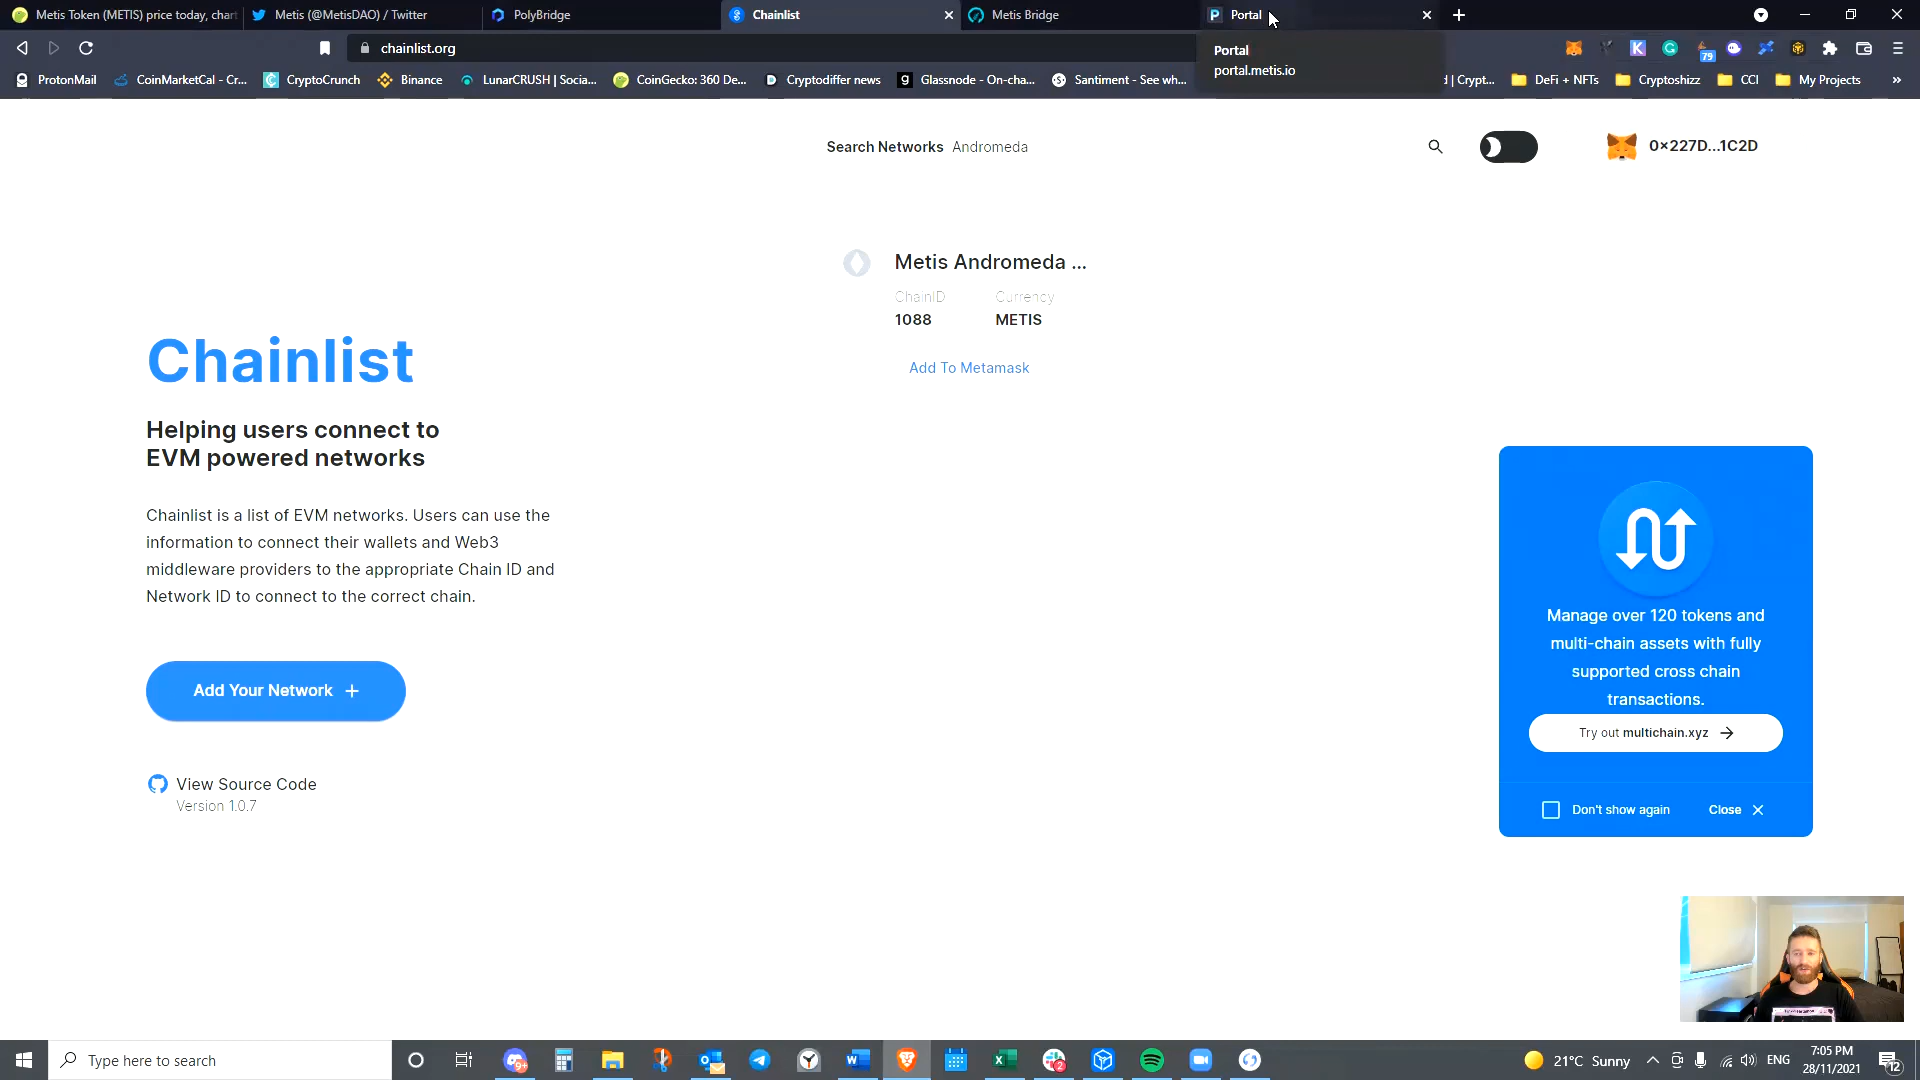 Metis Token (METIS) price today, chart
Metis (@MetisDAO) / Twitter
PolyBridge
Chainlist
Metis Bridge
Portal
chainlist.org
Portal
portal.metis.io
79
ProtonMail
CoinMarketCal - Cr...
CryptoCrunch
Binance
LunarCRUSH | Socia...
CoinGecko: 360 De...
Cryptodiffer news
Glassnode - On-cha...
Santiment - See whe...
d | Crypt...
DeFi + NFTs
Cryptoshizz
CCI
My Projects
»
Search Networks Andromeda
0×227D...1C2D
Metis Andromeda ...
ChainID Currency
1088 METIS
Add To Metamask
Chainlist
Helping users connect to
EVM powered networks
Chainlist is a list of EVM networks. Users can use the
information to connect their wallets and Web3
middleware providers to the appropriate Chain ID and
Network ID to connect to the correct chain.
Add Your Network +
View Source Code
Version 1.0.7
Manage over 120 tokens and
multi-chain assets with fully
supported cross chain
transactions.
Try out multichain.xyz →
Don't show again Close ×
Type here to search
21°C Sunny
ENG
7:05 PM
28/11/2021
12